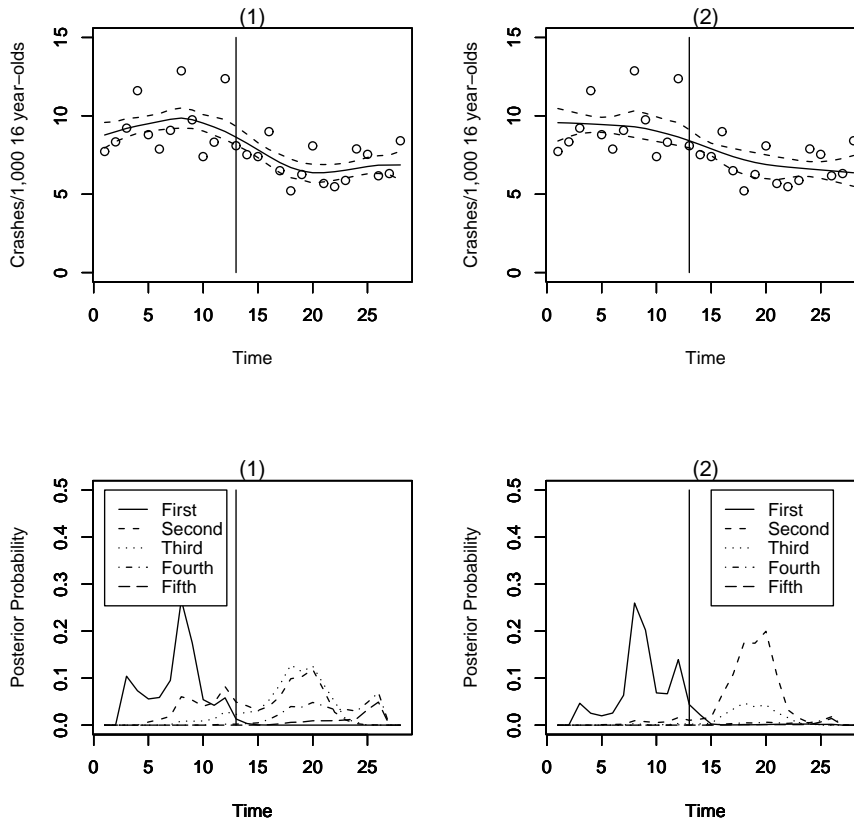 (1)
Crashes/1,000 16 year−olds
15
10
5
0
0 5 10 15 20 25
Time
(2)
Crashes/1,000 16 year−olds
15
10
5
0
0 5 10 15 20 25
Time
(1)
Posterior Probability
0.5
0.4
0.3
0.2
0.1
0.0
First
Second
Third
Fourth
Fifth
0 5 10 15 20 25
Time
(2)
Posterior Probability
0.5
0.4
0.3
0.2
0.1
0.0
First
Second
Third
Fourth
Fifth
0 5 10 15 20 25
Time